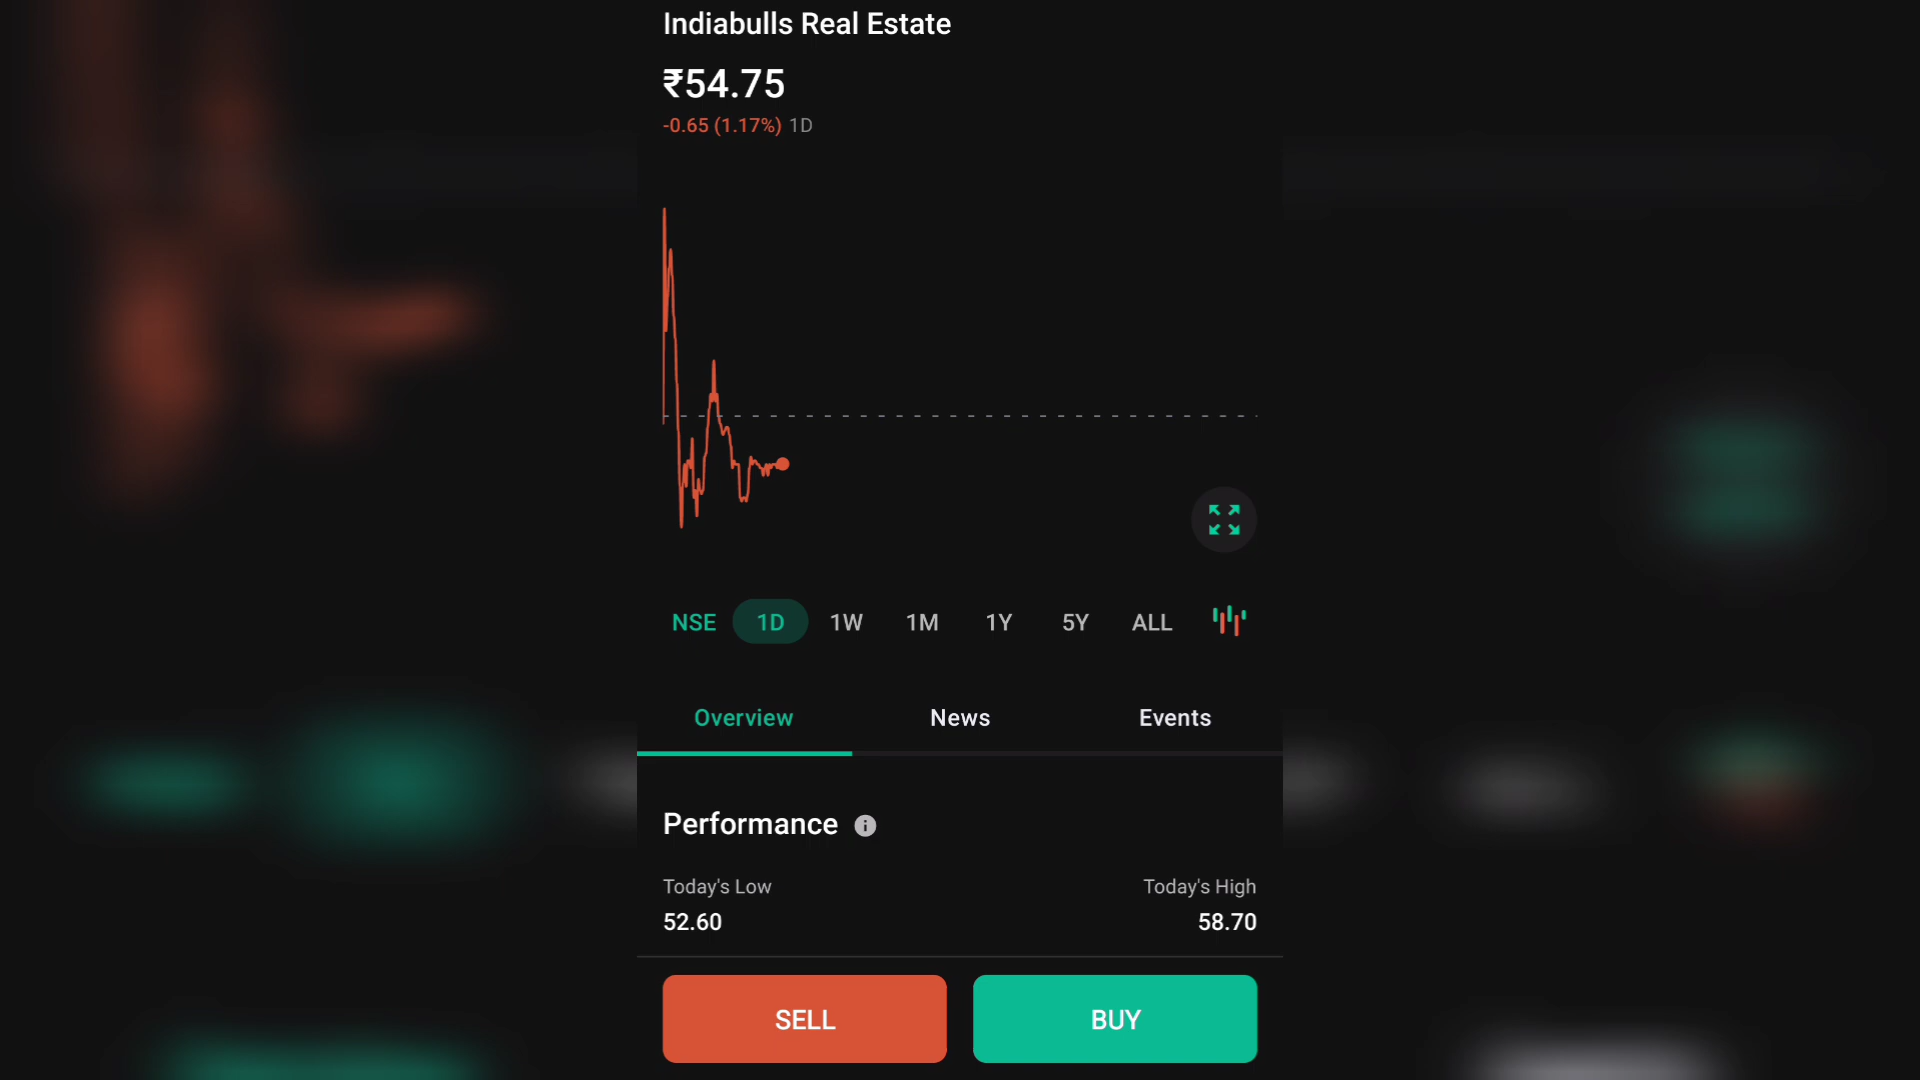 Indiabulls Real Estate
₹54.75
-0.65 (1.17%) 1D
NSE 1D 1W 1M 1Y 5Y ALL
Overview News Events
Performance
Today's Low Today's High
52.60 58.70
SELL BUY